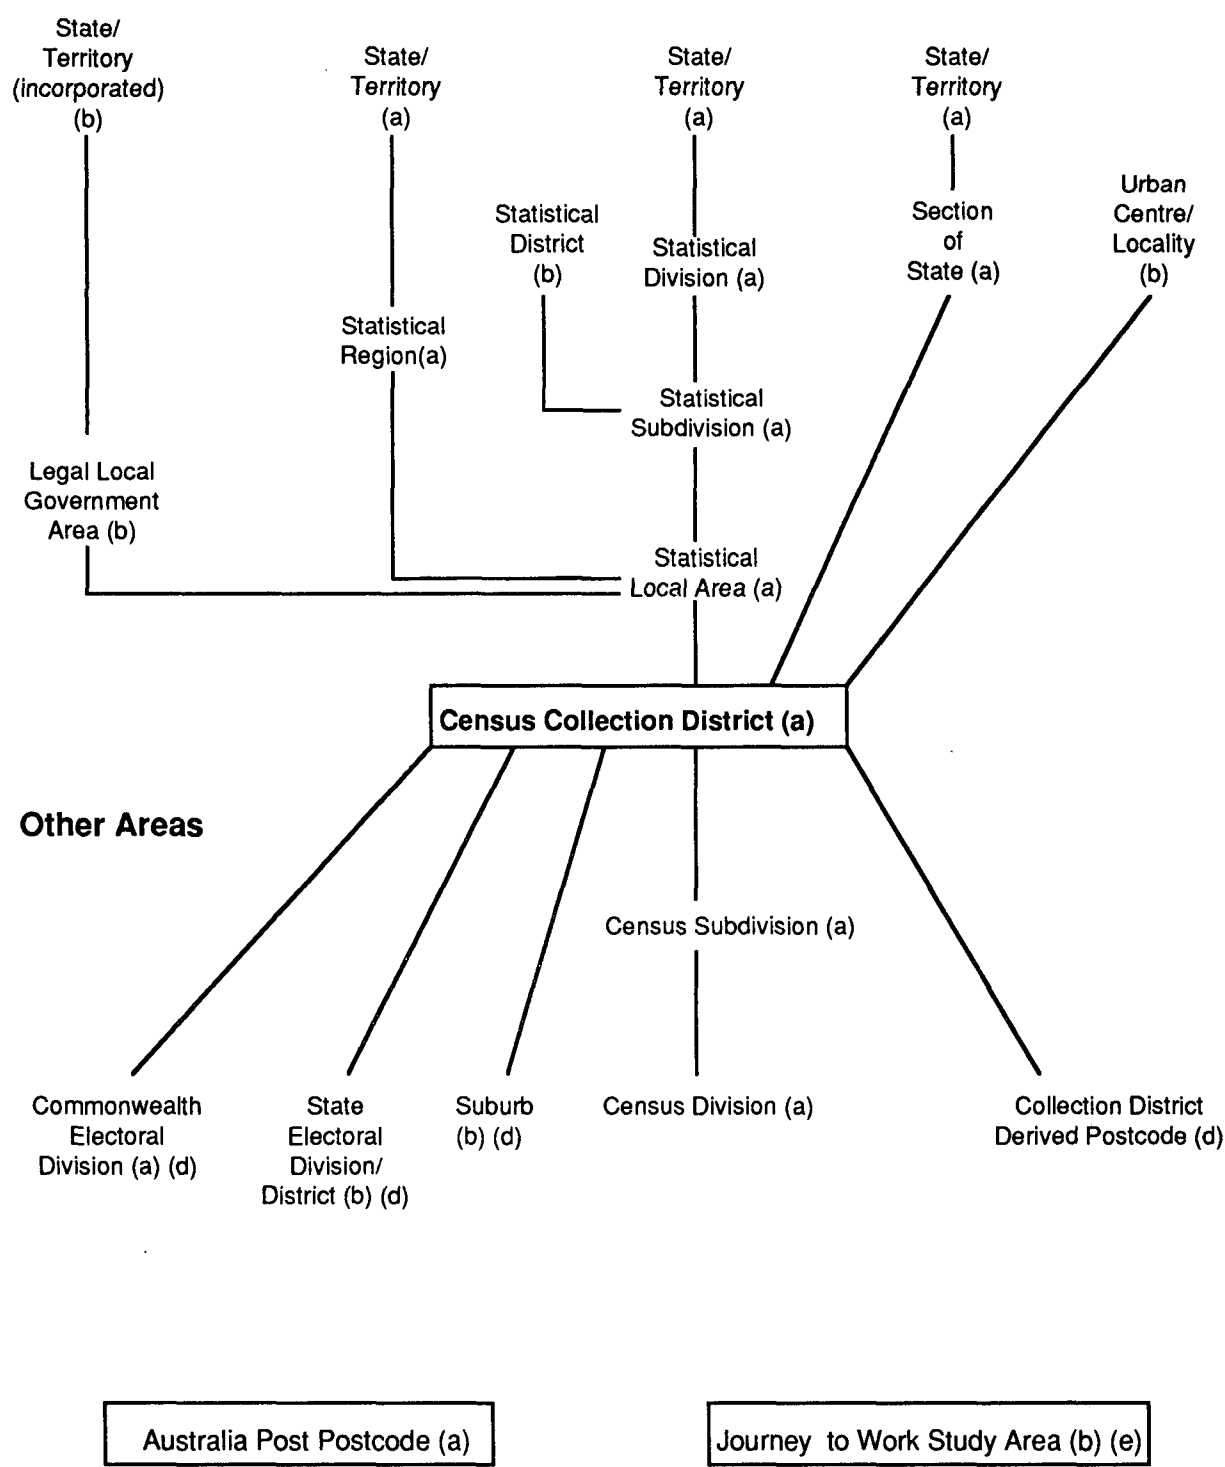 State/
Territory
(incorporated)
(b)
State/
Territory
(a)
State/
Territory
(a)
State/
Territory
(a)
Urban
Centre/
Locality
(b)
Statistical
District
(b)
Statistical
Division (a)
Section
of
State (a)
Statistical
Region(a)
Statistical
Subdivision (a)
Legal Local
Government
Area (b)
Statistical
Local Area (a)
Census Collection District (a)
Other Areas
Census Subdivision (a)
Commonwealth
Electoral
Division (a) (d)
State
Electoral
Division/
District (b) (d)
Suburb
(b) (d)
Census Division (a)
Collection District
Derived Postcode (d)
Australia Post Postcode (a)
Journey to Work Study Area (b) (e)